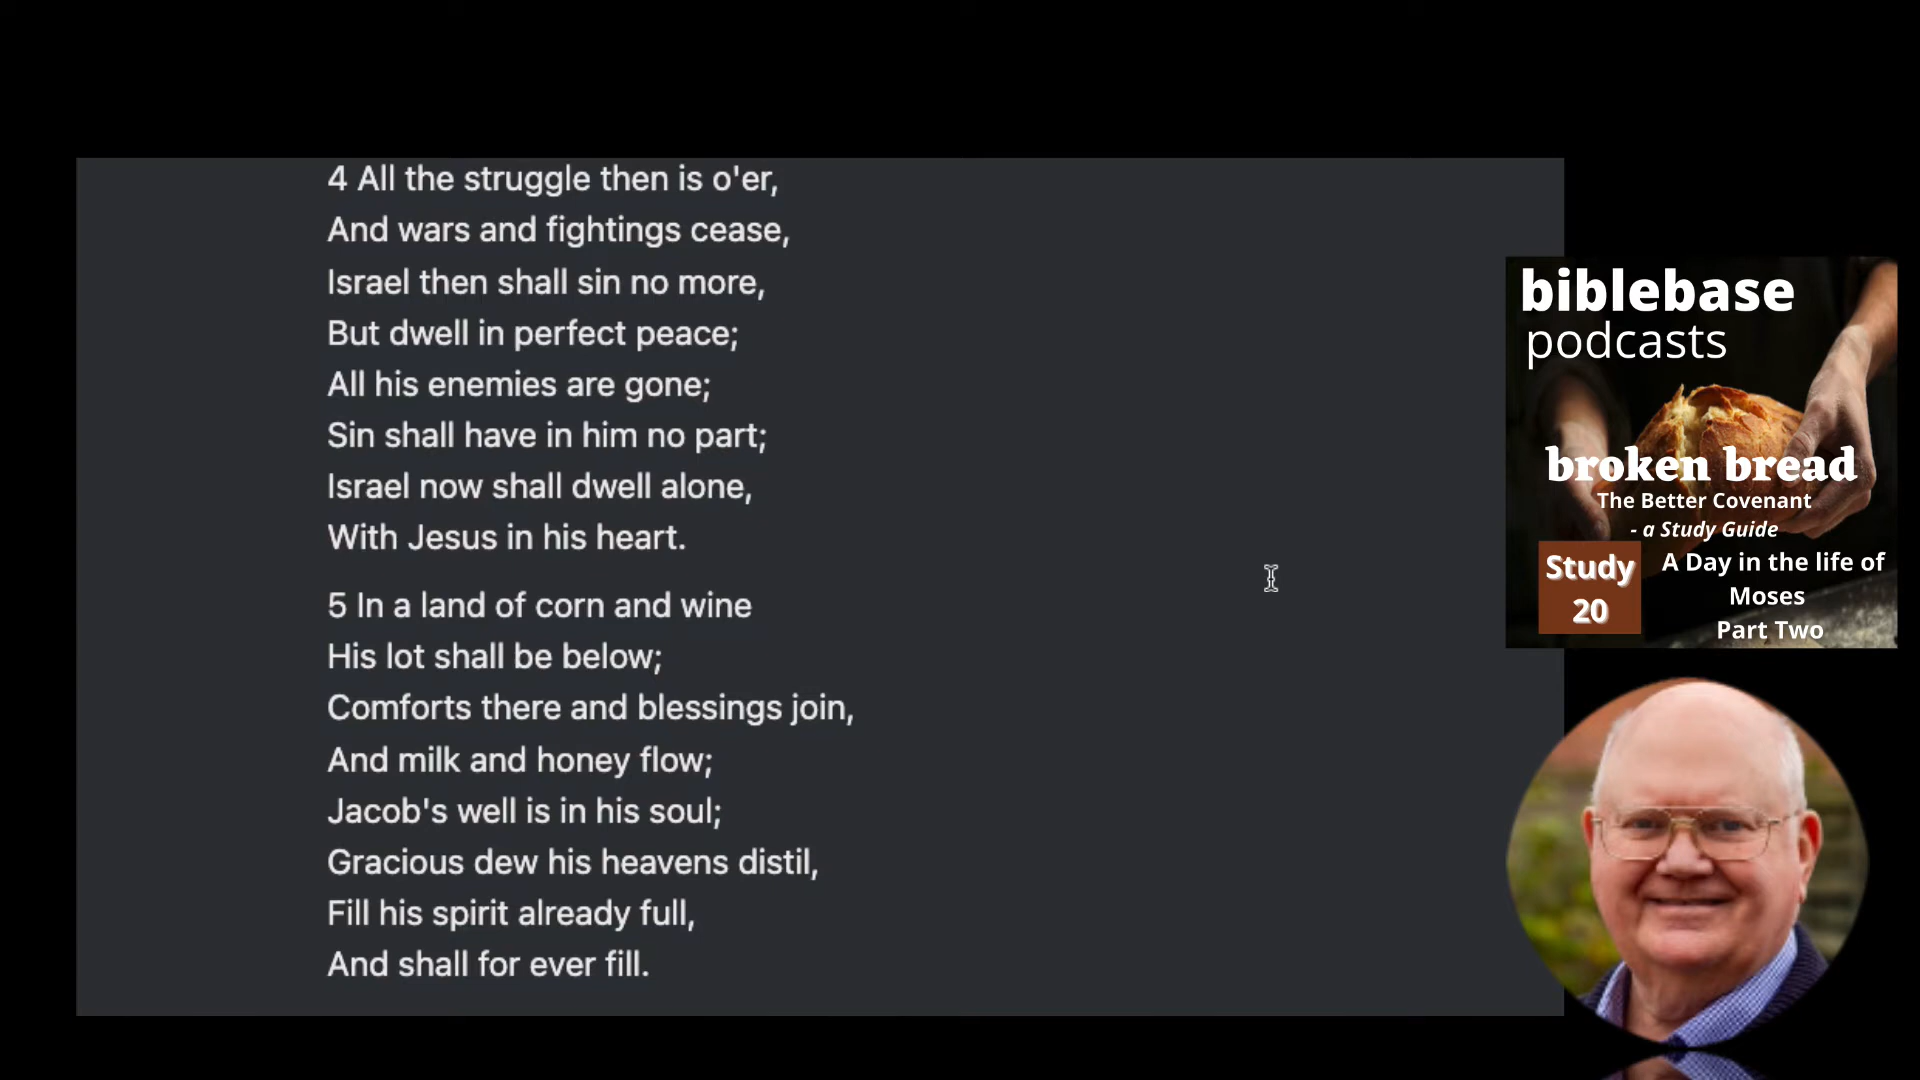 4 All the struggle then is o'er,
And wars and fightings cease,
Israel then shall sin no more,
But dwell in perfect peace;
All his enemies are gone;
Sin shall have in him no part;
Israel now shall dwell alone,
With Jesus in his heart.
5 In a land of corn and wine
His lot shall be below;
Comforts there and blessings join,
And milk and honey flow;
Jacob's well is in his soul;
Gracious dew his heavens distil,
Fill his spirit already full,
And shall for ever fill.
biblebase
podcasts
broken bread
The Better Covenant
- a Study Guide
Study
20
A Day in the life of
Moses
Part Two